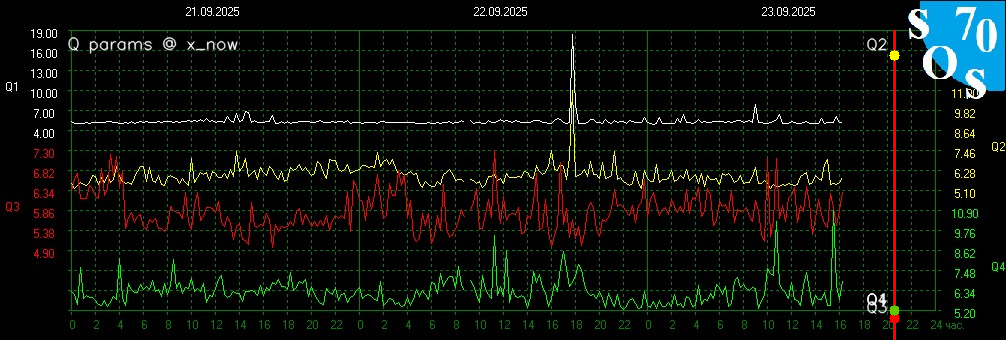 21.09.2025 22.09.2025 23.09.2025
Q params @ x_now
Q2
S 70
O
S
Q1
19.00
16.00
13.00
10.00
7.00
4.00
Q3
7.30
6.82
6.34
5.86
5.38
4.90
Q2
9.82
8.64
7.46
6.28
5.10
Q4
10.90
9.76
8.62
7.48
6.34
5.20
Q4
0 2 4 6 8 10 12 14 16 18 20 22 0 2 4 6 8 10 12 14 16 18 20 22 0 2 4 6 8 10 12 14 16 18 22 24 час.